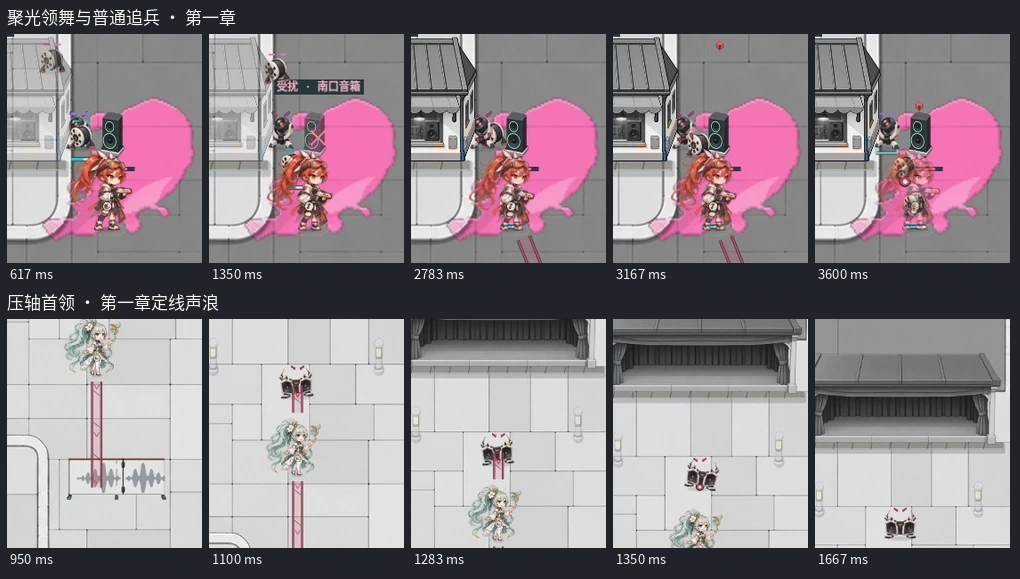 聚光领舞与普通追兵 · 第一章
受扰 · 南口音箱
617 ms
1350 ms
2783 ms
3167 ms
3600 ms
压轴首领 · 第一章定线声浪
950 ms
1100 ms
1283 ms
1350 ms
1667 ms